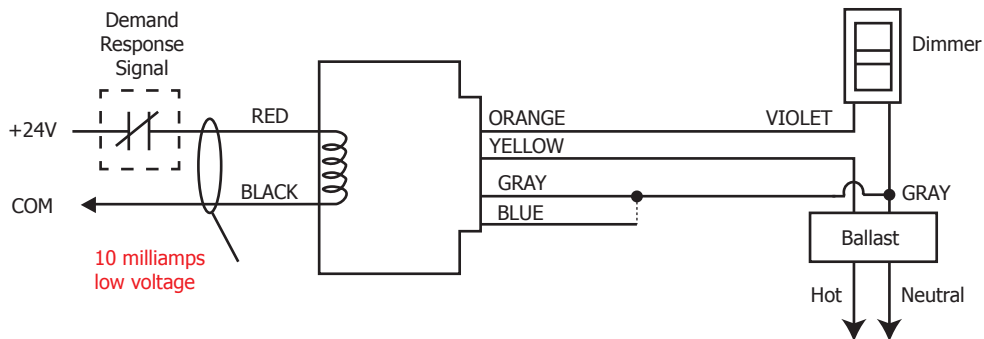 Demand
Response
Signal
Dimmer
+24V
RED
ORANGE
VIOLET
YELLOW
COM
BLACK
GRAY
GRAY
BLUE
10 milliamps
low voltage
Ballast
Hot
Neutral